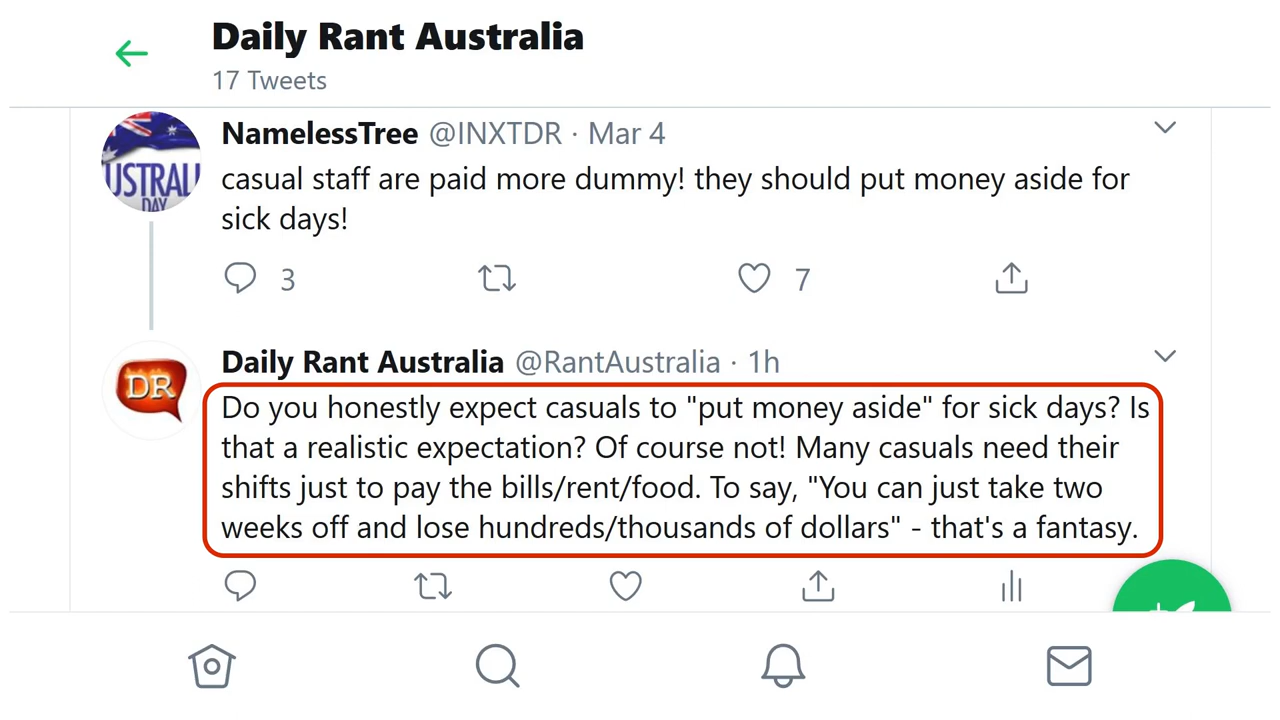 Daily Rant Australia
17 Tweets
NamelessTree @INXTDR · Mar 4
casual staff are paid more dummy! they should put money aside for
sick days!
3 7
USTRAL
DAY
Daily Rant Australia @RantAustralia · 1h
DR
Do you honestly expect casuals to "put money aside" for sick days? Is
that a realistic expectation? Of course not! Many casuals need their
shifts just to pay the bills/rent/food. To say, "You can just take two
weeks off and lose hundreds/thousands of dollars" - that's a fantasy.